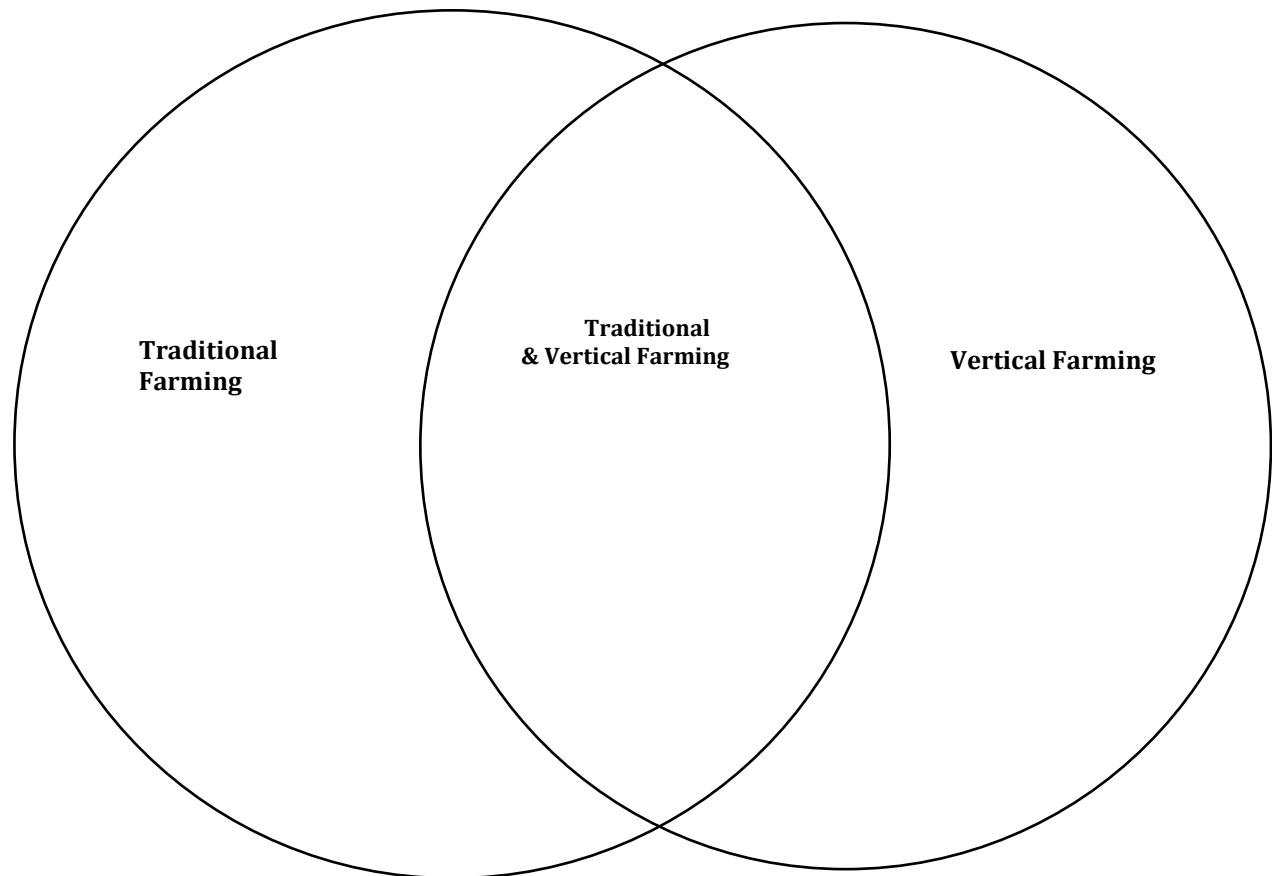 Traditional
Farming
Traditional
& Vertical Farming
Vertical Farming